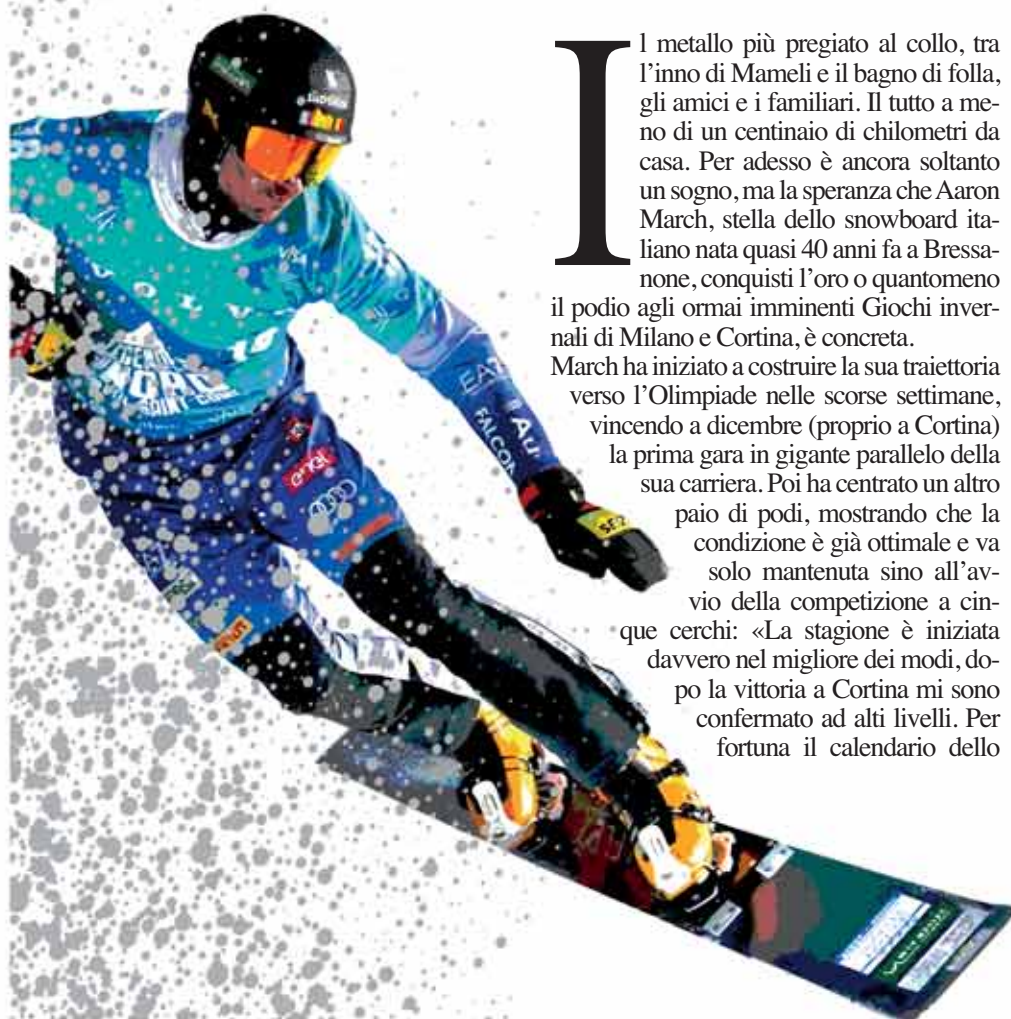 Il metallo più pregiato al collo, tra
l'inno di Mameli e il bagno di folla,
gli amici e i familiari. Il tutto a me-
no di un centinaio di chilometri da
casa. Per adesso è ancora soltanto
un sogno, ma la speranza che Aaron
March, stella dello snowboard ita-
liano nata quasi 40 anni fa a Bressa-
none, conquisti l'oro o quantomeno
il podio agli ormai imminenti Giochi inver-
nali di Milano e Cortina, è concreta.
March ha iniziato a costruire la sua traiettoria
verso l'Olimpiade nelle scorse settimane,
vincendo a dicembre (proprio a Cortina)
la prima gara in gigante parallelo della
sua carriera. Poi ha centrato un altro
paio di podi, mostrando che la
condizione è già ottimale e va
solo mantenuta sino all'av-
vio della competizione a cin-
que cerchi: «La stagione è iniziata
davvero nel migliore dei modi, do-
po la vittoria a Cortina mi sono
confermato ad alti livelli. Per
fortuna il calendario dello
VISA
FALCON